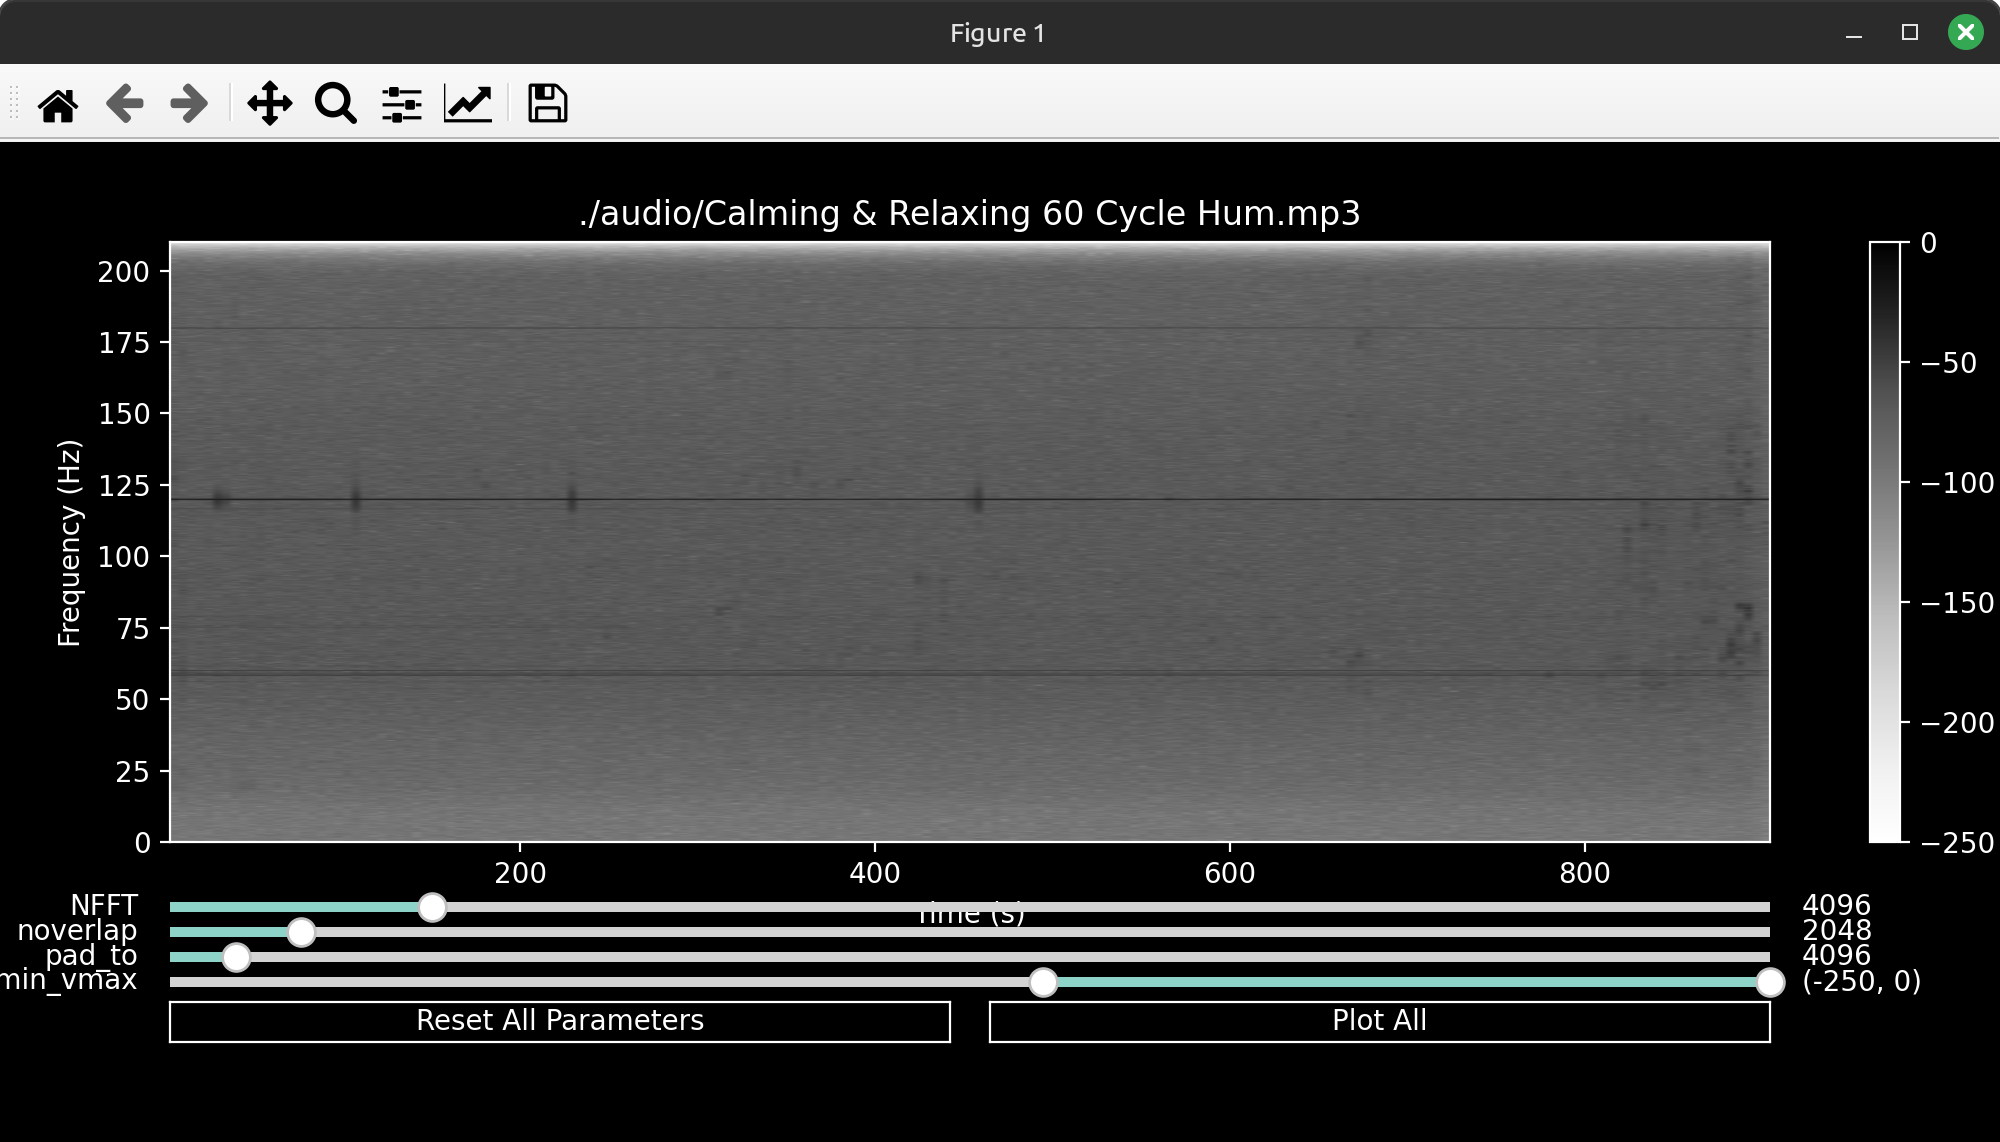 Figure 1
./audio/Calming & Relaxing 60 Cycle Hum.mp3
Frequency (Hz)
200
175
150
125
100
75
50
25
0
200
400
600
800
Time (s)
0
−50
−100
−150
−200
−250
NFFT
4096
noverlap
2048
pad_to
4096
min_vmax
(-250, 0)
Reset All Parameters
Plot All